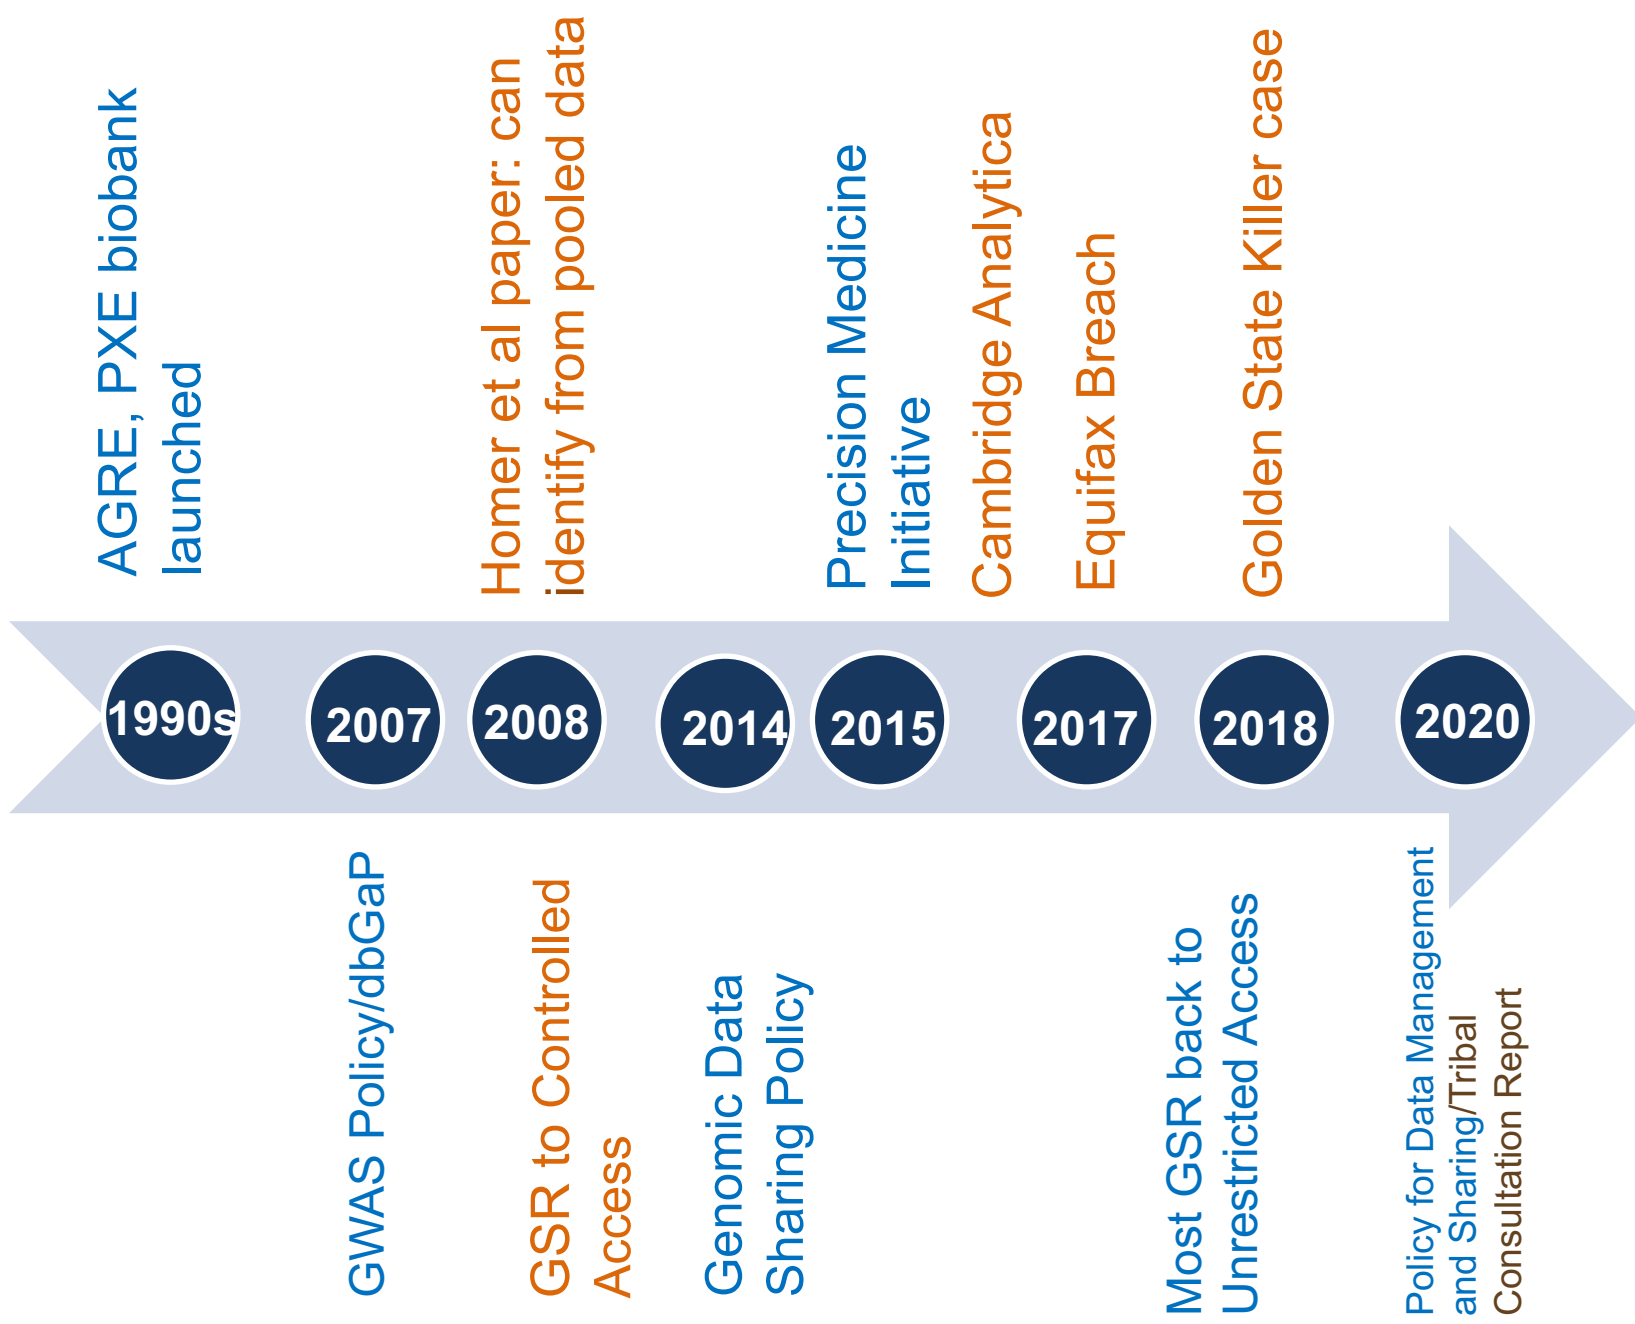 AGRE, PXE biobank
launched
Homer et al paper: can
identify from pooled data
Precision Medicine
Initiative
Cambridge Analytica
Equifax Breach
Golden State Killer case
1990s
2007
2008
2014
2015
2017
2018
2020
GWAS Policy/dbGaP
GSR to Controlled
Access
Genomic Data
Sharing Policy
Most GSR back to
Unrestricted Access
Policy for Data Management
and Sharing/Tribal
Consultation Report